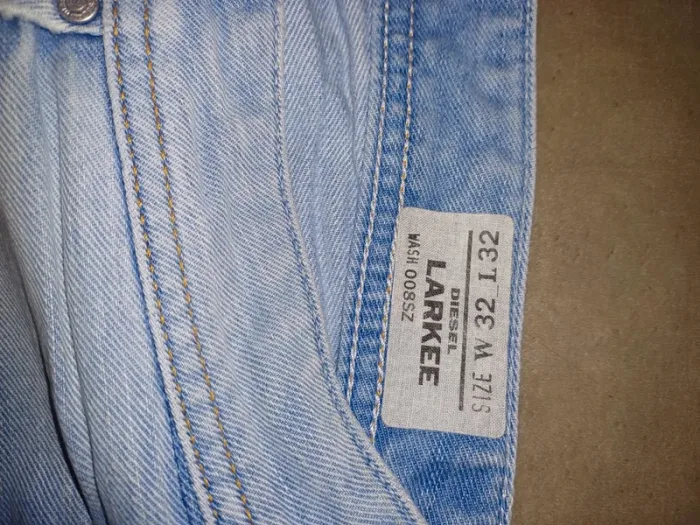 DIESEL
LARKEE
WASH 008SZ
SIZE W 32 L 32